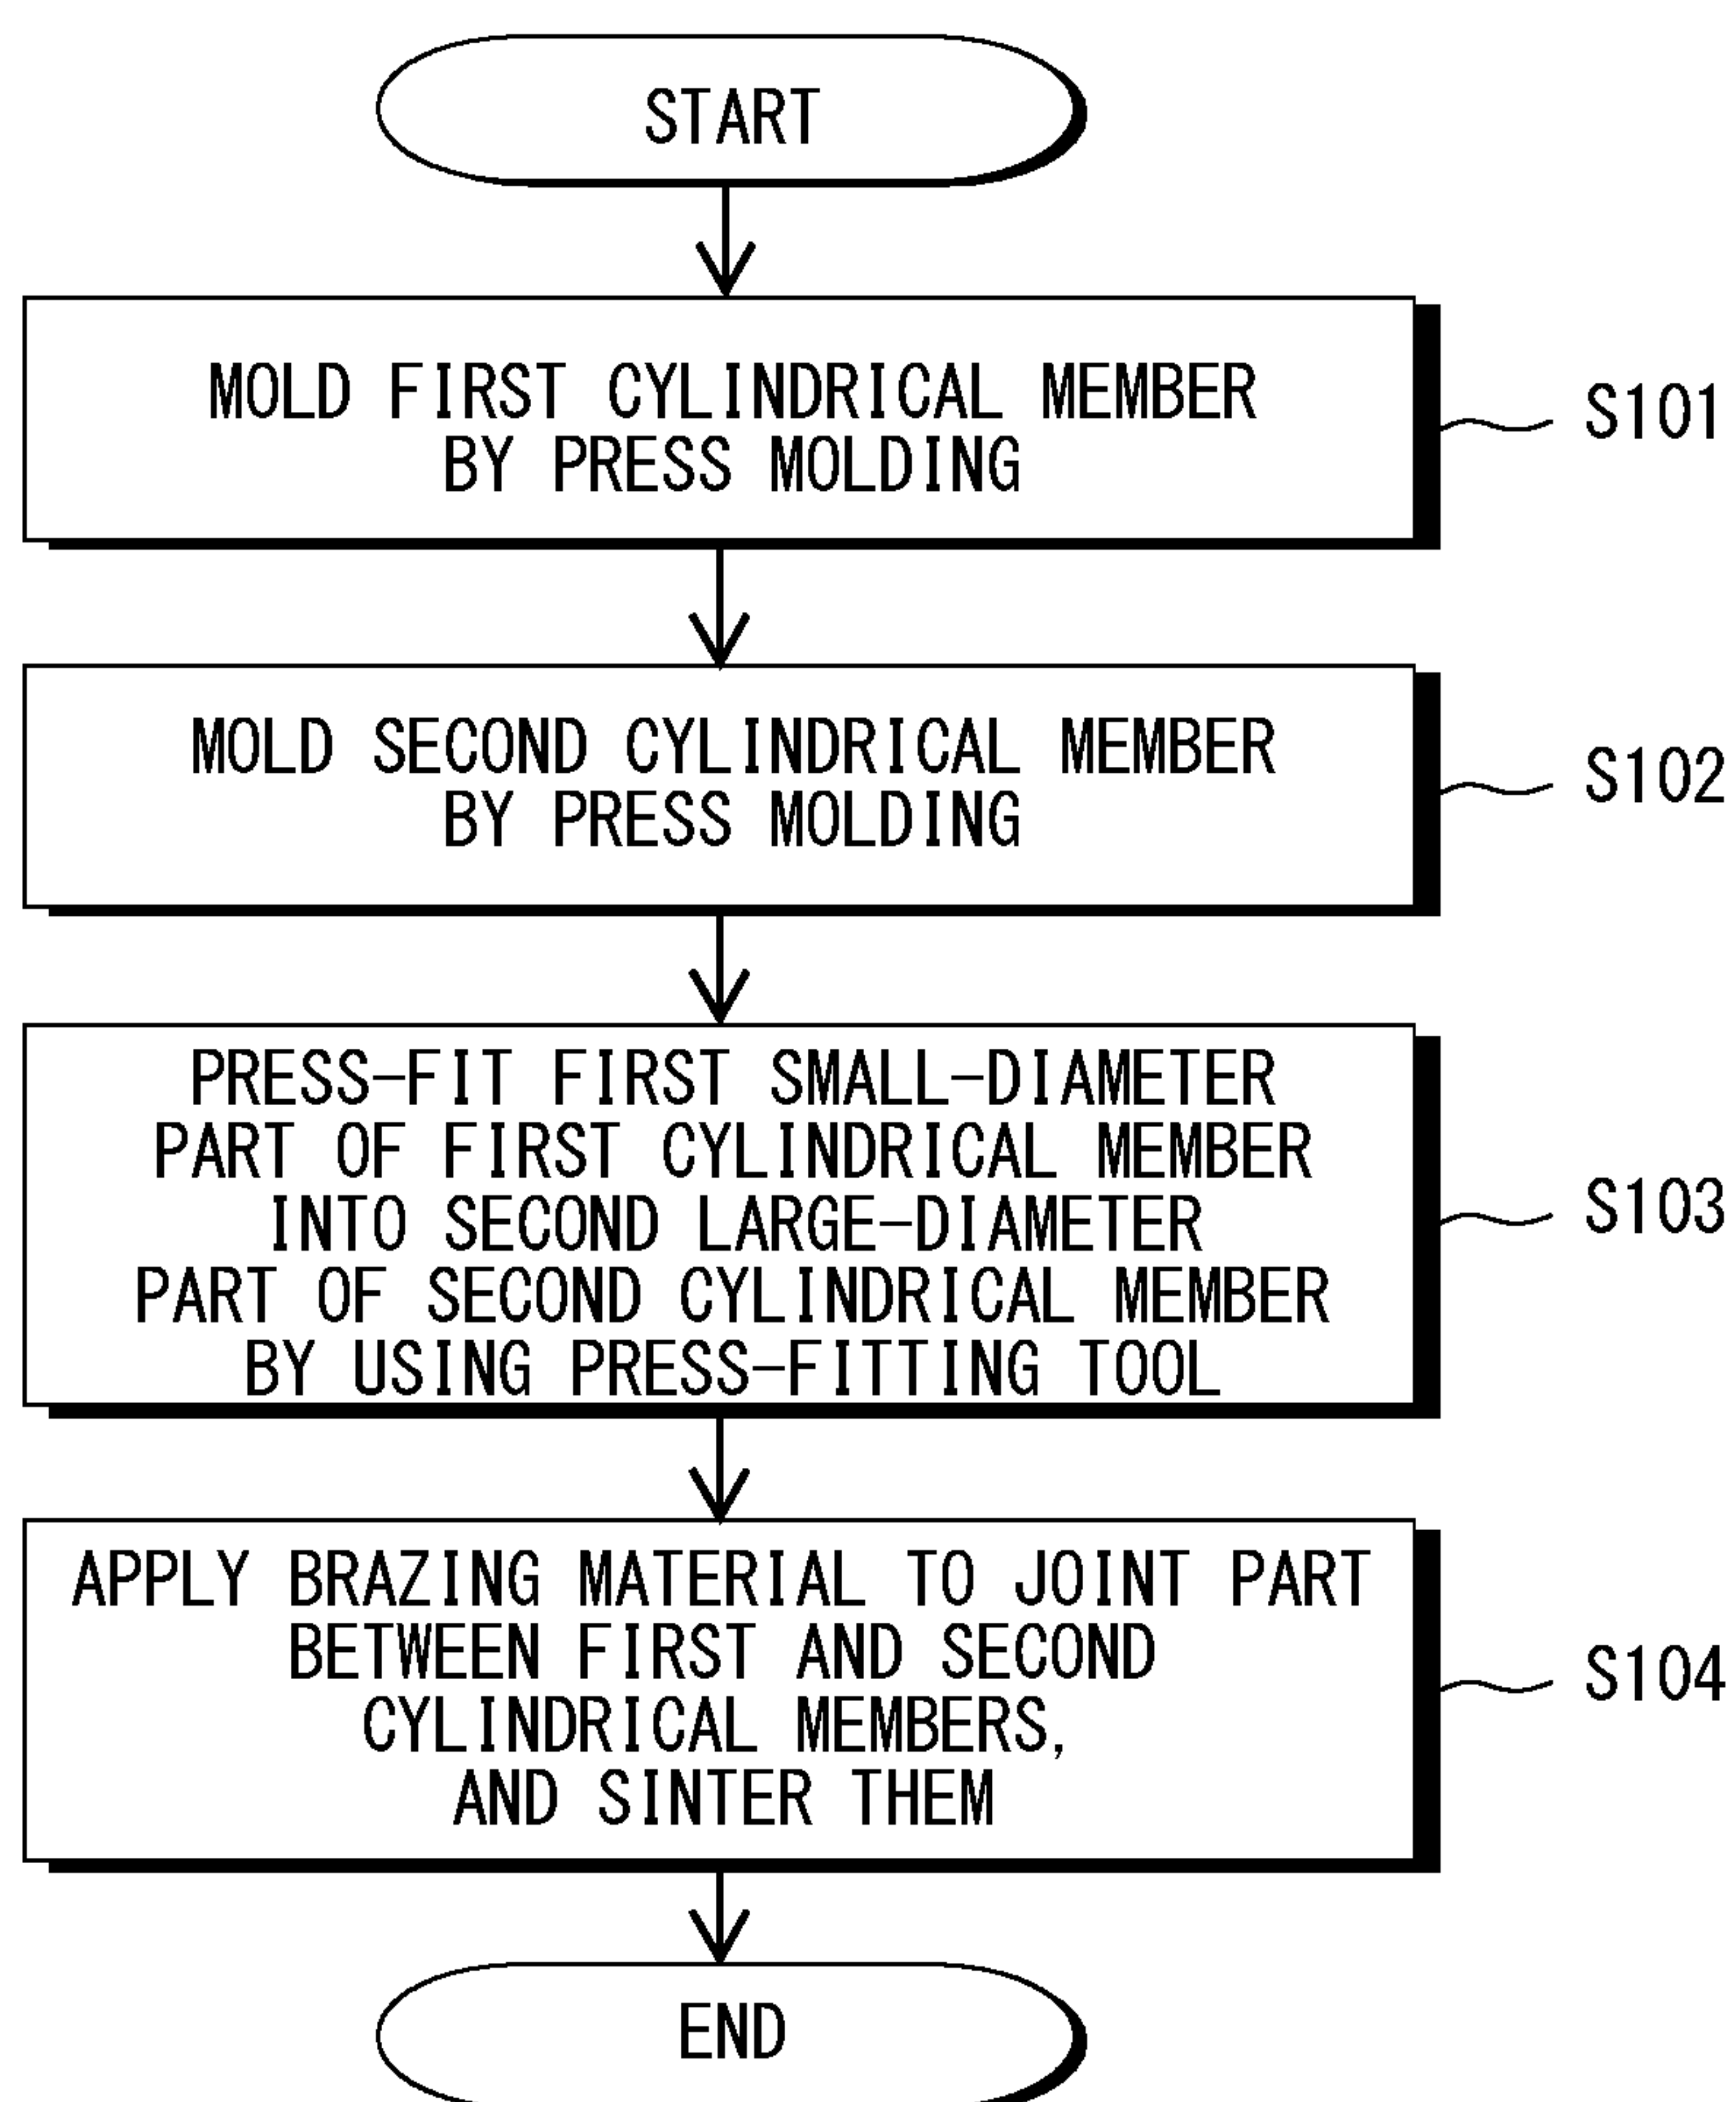 START
MOLD FIRST CYLINDRICAL MEMBER
BY PRESS MOLDING
S101
MOLD SECOND CYLINDRICAL MEMBER
BY PRESS MOLDING
S102
PRESS-FIT FIRST SMALL-DIAMETER
PART OF FIRST CYLINDRICAL MEMBER
INTO SECOND LARGE-DIAMETER
PART OF SECOND CYLINDRICAL MEMBER
BY USING PRESS-FITTING TOOL
S103
APPLY BRAZING MATERIAL TO JOINT PART
BETWEEN FIRST AND SECOND
CYLINDRICAL MEMBERS,
AND SINTER THEM
S104
END